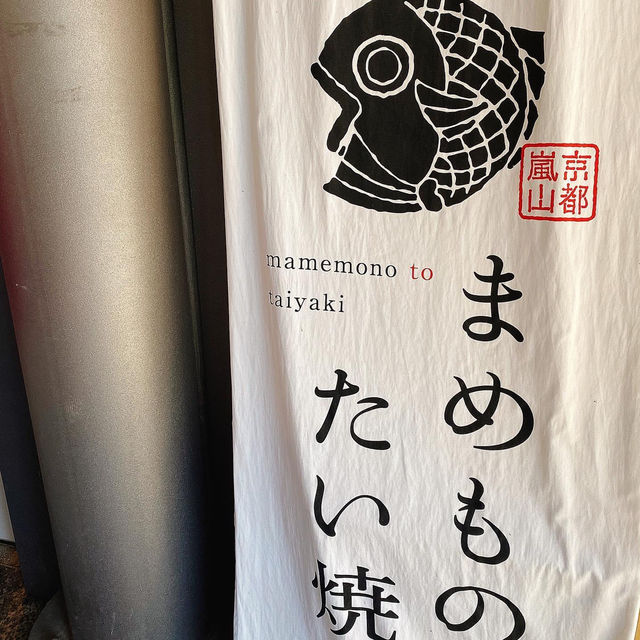 京都
嵐山
mamemono to
taiyaki
まめもの
たい焼